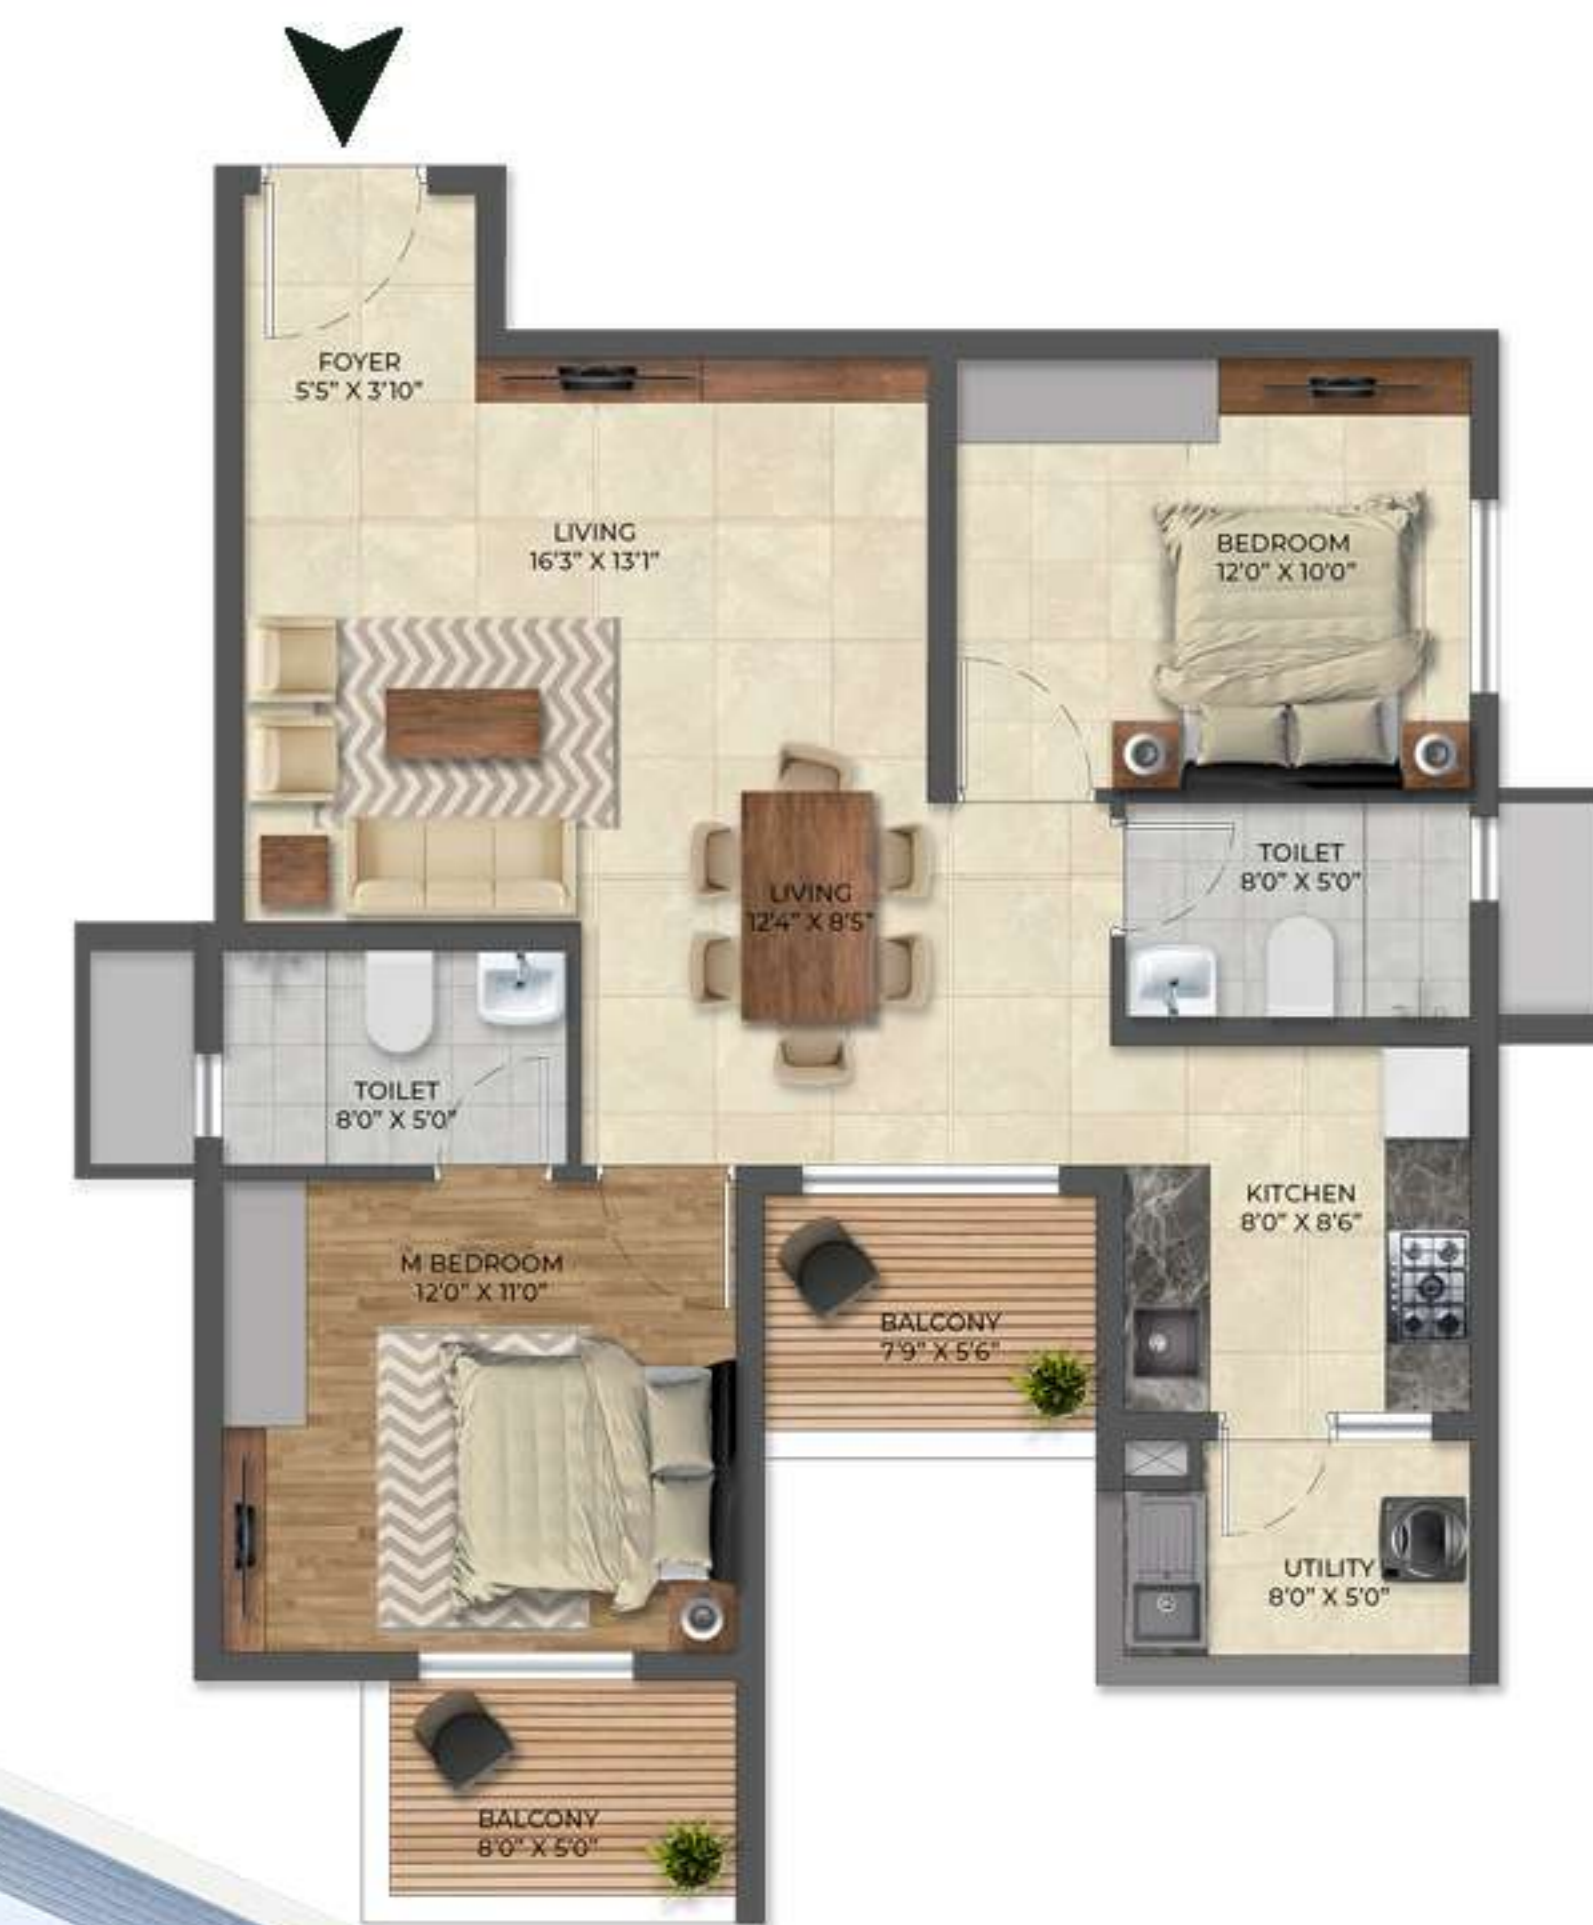 FOYER
5'5" X 3'10"
LIVING
16'3" X 13'1"
BEDROOM
12'0" X 10'0"
TOILET
8'0" X 5'0"
LIVING
12'4" X 8'5"
TOILET
8'0" X 5'0"
KITCHEN
8'0" X 8'6"
M BEDROOM
12'0" X 11'0"
BALCONY
7'9" X 5'6"
UTILITY
8'0" X 5'0"
BALCONY
8'0" X 5'0"